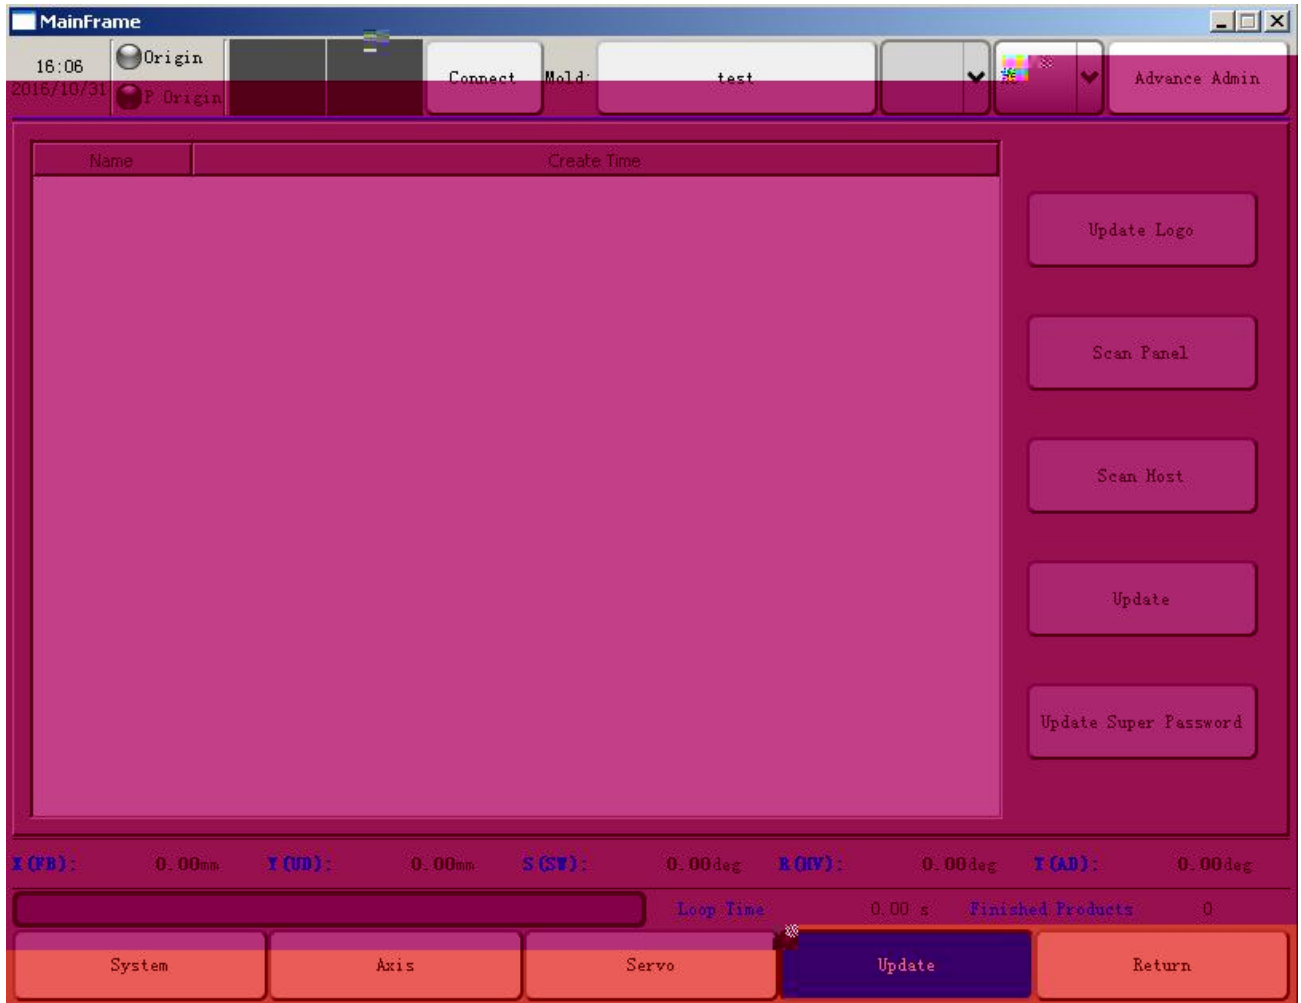 MainFrame
16:06
2016/10/31
Origin
P Origin
Connect
Mold:
test
Advance Admin
Name
Create Time
Update Logo
Scan Panel
Scan Host
Update
Update Super Password
X(FB): 0.00mm Y(UD): 0.00mm S(SW): 0.00deg R(HV): 0.00deg T(AD): 0.00deg
Loop Time 0.00 s Finished Products 0
System
Axis
Servo
Update
Return